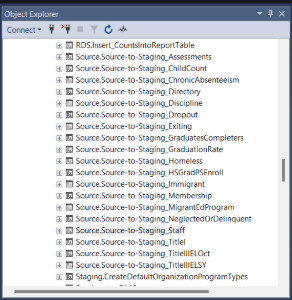 Object Explorer
Connect
RDS.Insert_CountsIntoReportTable
Source.Source-to-Staging_Assessments
Source.Source-to-Staging_ChildCount
Source.Source-to-Staging_ChronicAbsenteeism
Source.Source-to-Staging_Directory
Source.Source-to-Staging_Discipline
Source.Source-to-Staging_Dropout
Source.Source-to-Staging_Exiting
Source.Source-to-Staging_GraduatesCompleters
Source.Source-to-Staging_GraduationRate
Source.Source-to-Staging_Homeless
Source.Source-to-Staging_HSGradPSEnroll
Source.Source-to-Staging_Immigrant
Source.Source-to-Staging_Membership
Source.Source-to-Staging_MigrantEdProgram
Source.Source-to-Staging_NeglectedOrDelinquent
Source.Source-to-Staging_Staff
Source.Source-to-Staging_TitleI
Source.Source-to-Staging_TitleIIIELOct
Source.Source-to-Staging_TitleIIIELSY
Staging.CreateDefaultOrganizationProgramTypes